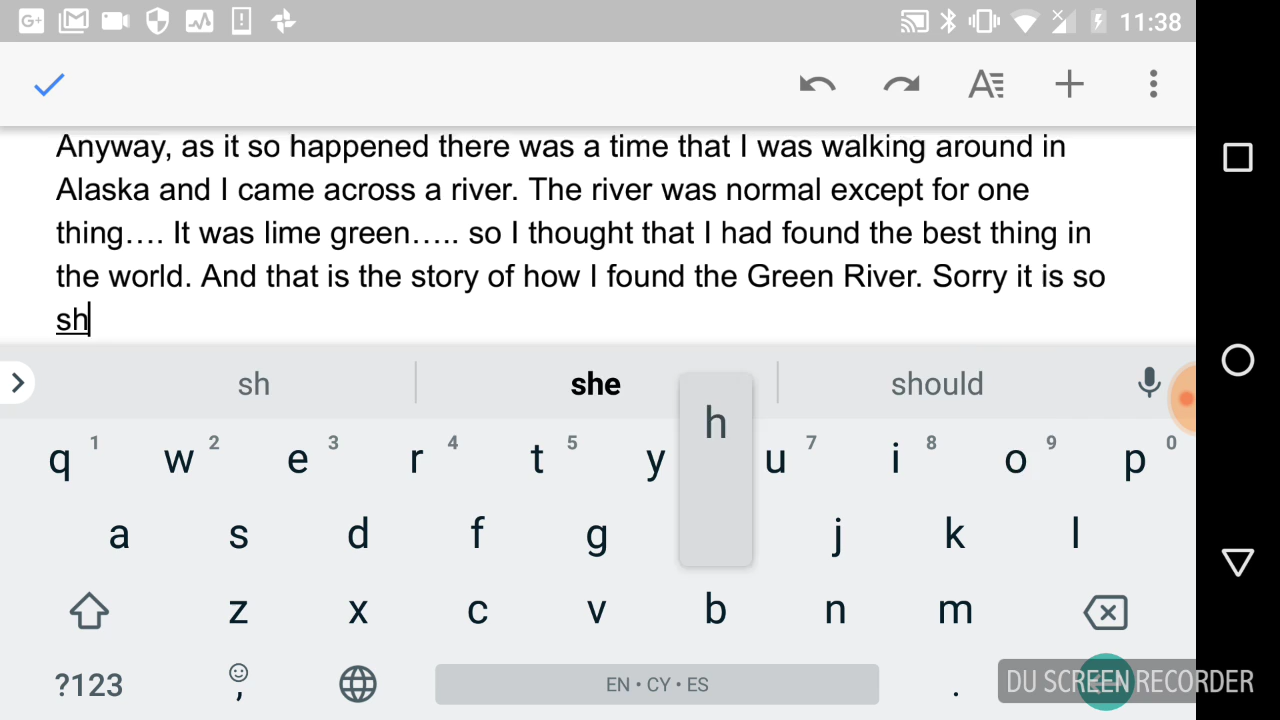 G+ 11:38
Anyway, as it so happened there was a time that I was walking around in
Alaska and I came across a river. The river was normal except for one
thing…. It was lime green….. so I thought that I had found the best thing in
the world. And that is the story of how I found the Green River. Sorry it is so
sh
sh she should
h
q 1 w 2 e 3 r 4 t 5 y u 7 i 8 o 9 p 0
a s d f g j k l
z x c v b n m
?123 , EN • CY • ES . DU SCREEN RECORDER